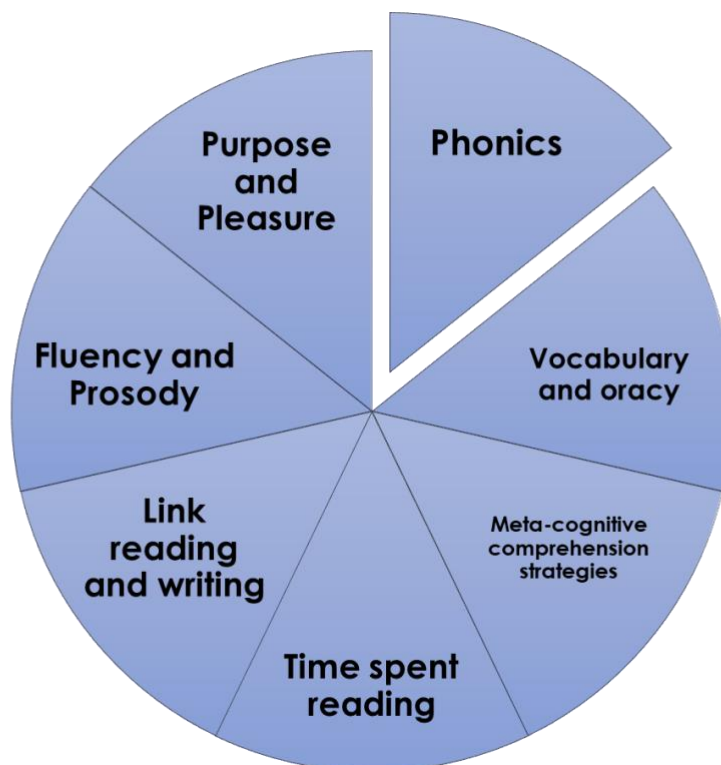 Phonics
Vocabulary
and oracy
Meta-cognitive
comprehension
strategies
Time spent
reading
Link
reading
and writing
Fluency and
Prosody
Purpose
and
Pleasure